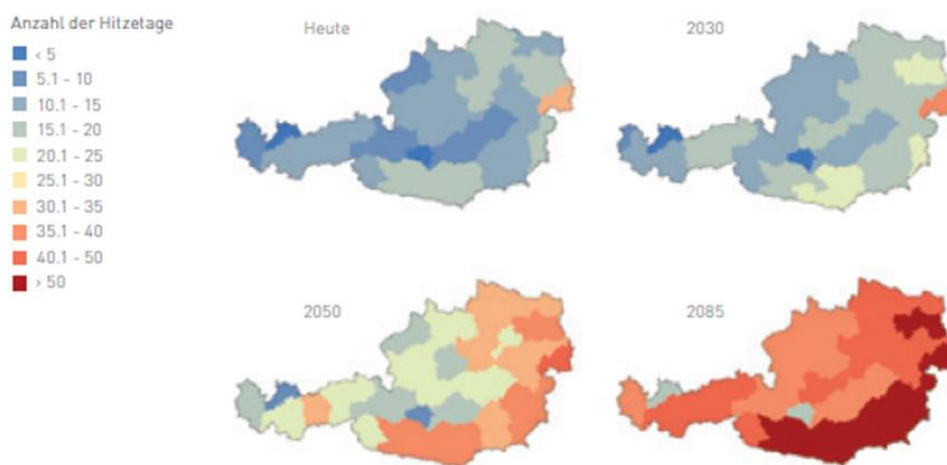 Anzahl der Hitzetage
< 5
5.1 - 10
10.1 - 15
15.1 - 20
20.1 - 25
25.1 - 30
30.1 - 35
35.1 - 40
40.1 - 50
> 50
Heute
2030
2050
2085